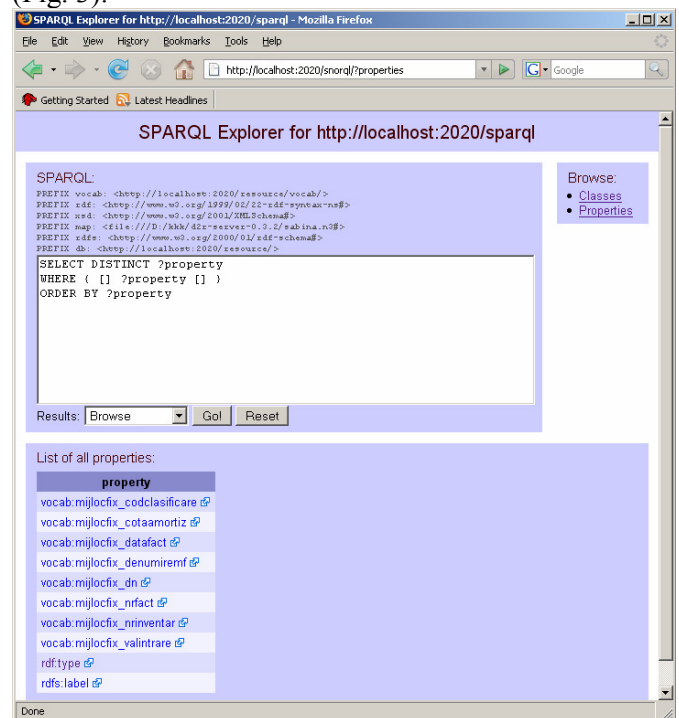 (Fig. 3).
SPARQL Explorer for http://localhost:2020/sparql - Mozilla Firefox
File Edit View History Bookmarks Tools Help
http://localhost:2020/snorql/?properties
Google
Getting Started Latest Headlines
SPARQL Explorer for http://localhost:2020/sparql
SPARQL:
PREFIX vocab: <http://localhost:2020/resource/vocab/>
PREFIX rdf: <http://www.w3.org/1999/02/22-rdf-syntax-ns#>
PREFIX xsd: <http://www.w3.org/2001/XMLSchema#>
PREFIX map: <file:///D:/kkk/d2r-server-0.3.2/sabina.n3#>
PREFIX rdfs: <http://www.w3.org/2000/01/rdf-schema#>
PREFIX db: <http://localhost:2020/resource/>
SELECT DISTINCT ?property
WHERE { [] ?property [] }
ORDER BY ?property
Results: Browse Go! Reset
Browse:
Classes
Properties
List of all properties:
property
vocab:mijlocfix_codclasificare
vocab:mijlocfix_cotaamortiz
vocab:mijlocfix_datafact
vocab:mijlocfix_denumiremf
vocab:mijlocfix_dn
vocab:mijlocfix_nrfact
vocab:mijlocfix_nrinventar
vocab:mijlocfix_valintrare
rdf:type
rdfs:label
Done